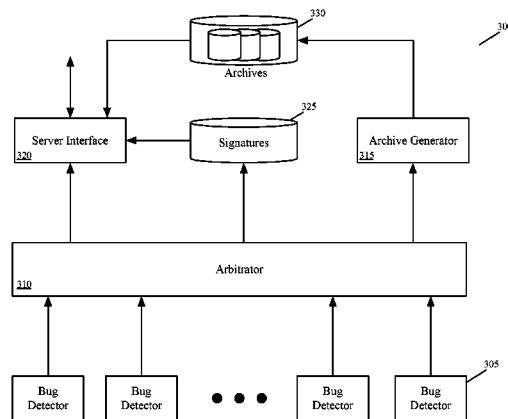 330
Archives
325
Server Interface
320
Signatures
Archive Generator
315
Arbitrator
310
305
Bug
Detector
Bug
Detector
Bug
Detector
Bug
Detector